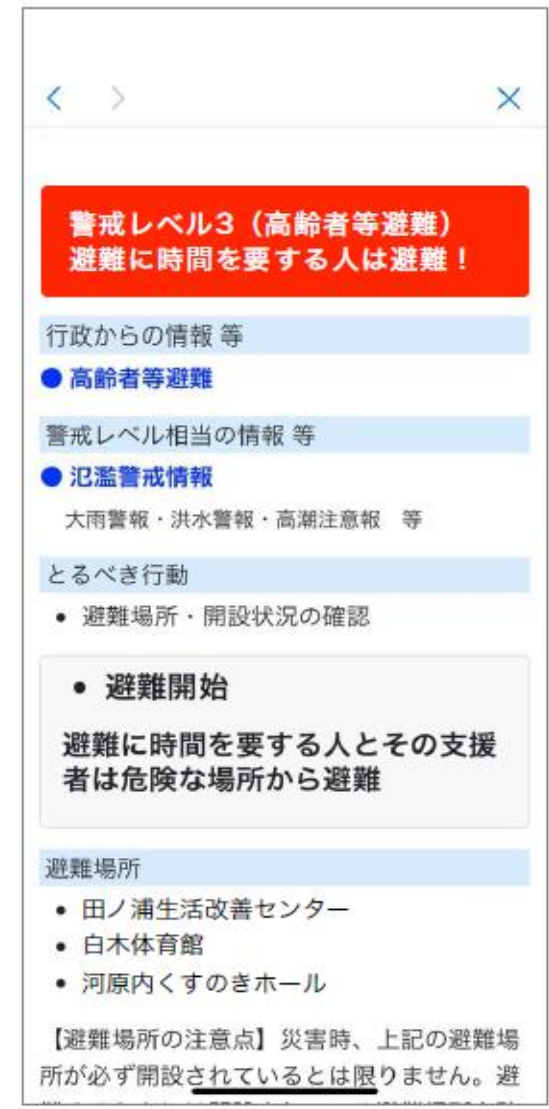 警戒レベル3（高齢者等避難）
避難に時間を要する人は避難！
行政からの情報 等
● 高齢者等避難
警戒レベル相当の情報 等
● 氾濫警戒情報
大雨警報・洪水警報・高潮注意報　等
とるべき行動
• 避難場所・開設状況の確認
• 避難開始
避難に時間を要する人とその支援
者は危険な場所から避難
避難場所
• 田ノ浦生活改善センター
• 白木体育館
• 河原内くすのきホール
【避難場所の注意点】災害時、上記の避難場
所が必ず開設されているとは限りません。避